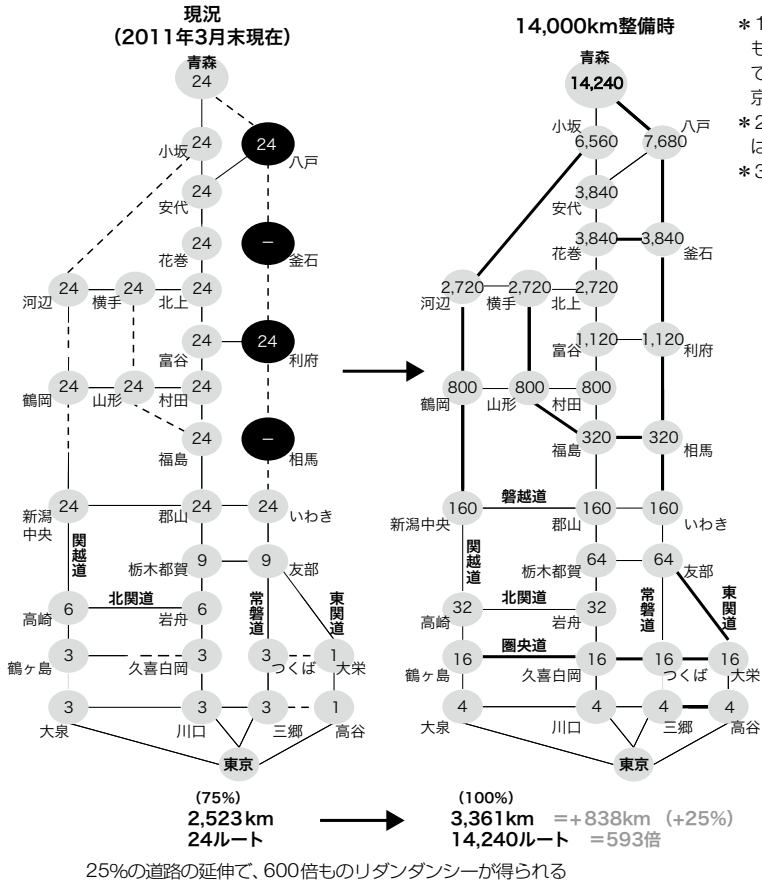 現況
(2011年3月末現在)
青森
24
小坂
24
24
八戸
24
安代
24
花巻
－
釜石
24
河辺
24
横手
24
北上
24
富谷
24
利府
24
鶴岡
24
山形
24
村田
24
福島
－
相馬
24
新潟
中央
24
郡山
24
いわき
関越道
9
栃木都賀
9
友部
6
高崎
北関道
6
岩舟
常磐道
東関道
3
鶴ヶ島
3
久喜白岡
3
つくば
1
大栄
3
大泉
3
川口
3
三郷
1
高谷
東京
(75%)
2,523km
24ルート
14,000km整備時
青森
14,240
小坂
6,560
八戸
7,680
3,840
安代
3,840
花巻
3,840
釜石
2,720
河辺
2,720
横手
2,720
北上
1,120
富谷
1,120
利府
800
鶴岡
800
山形
800
村田
320
福島
320
相馬
160
新潟中央
磐越道
160
郡山
160
いわき
関越道
64
栃木都賀
64
友部
32
高崎
北関道
32
岩舟
常磐道
東関道
16
鶴ヶ島
圏央道
16
久喜白岡
16
つくば
16
大栄
4
大泉
4
川口
4
三郷
4
高谷
東京
(100%)
3,361km =+838km (+25%)
14,240ルート =593倍
＊1
も
て
京
＊2
は
＊3
25%の道路の延伸で、600倍ものリダンダンシーが得られる